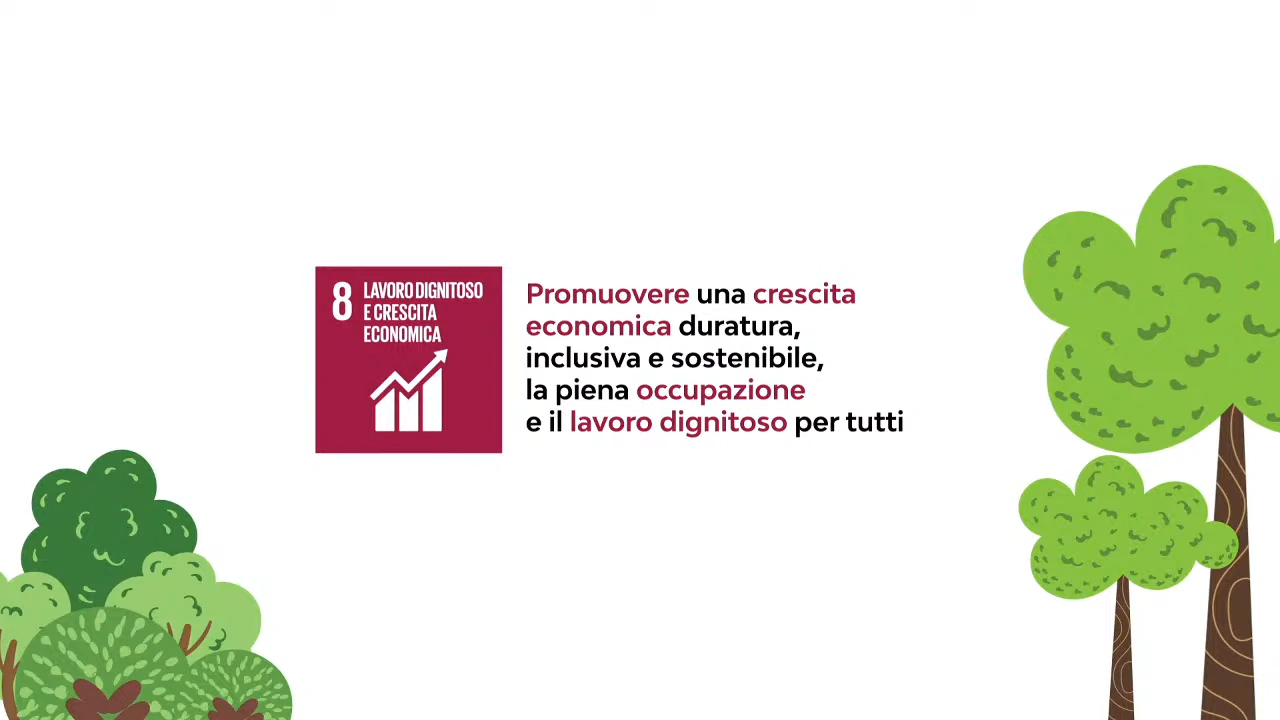 8
LAVORO DIGNITOSO
E CRESCITA
ECONOMICA
Promuovere una crescita
economica duratura,
inclusiva e sostenibile,
la piena occupazione
e il lavoro dignitoso per tutti